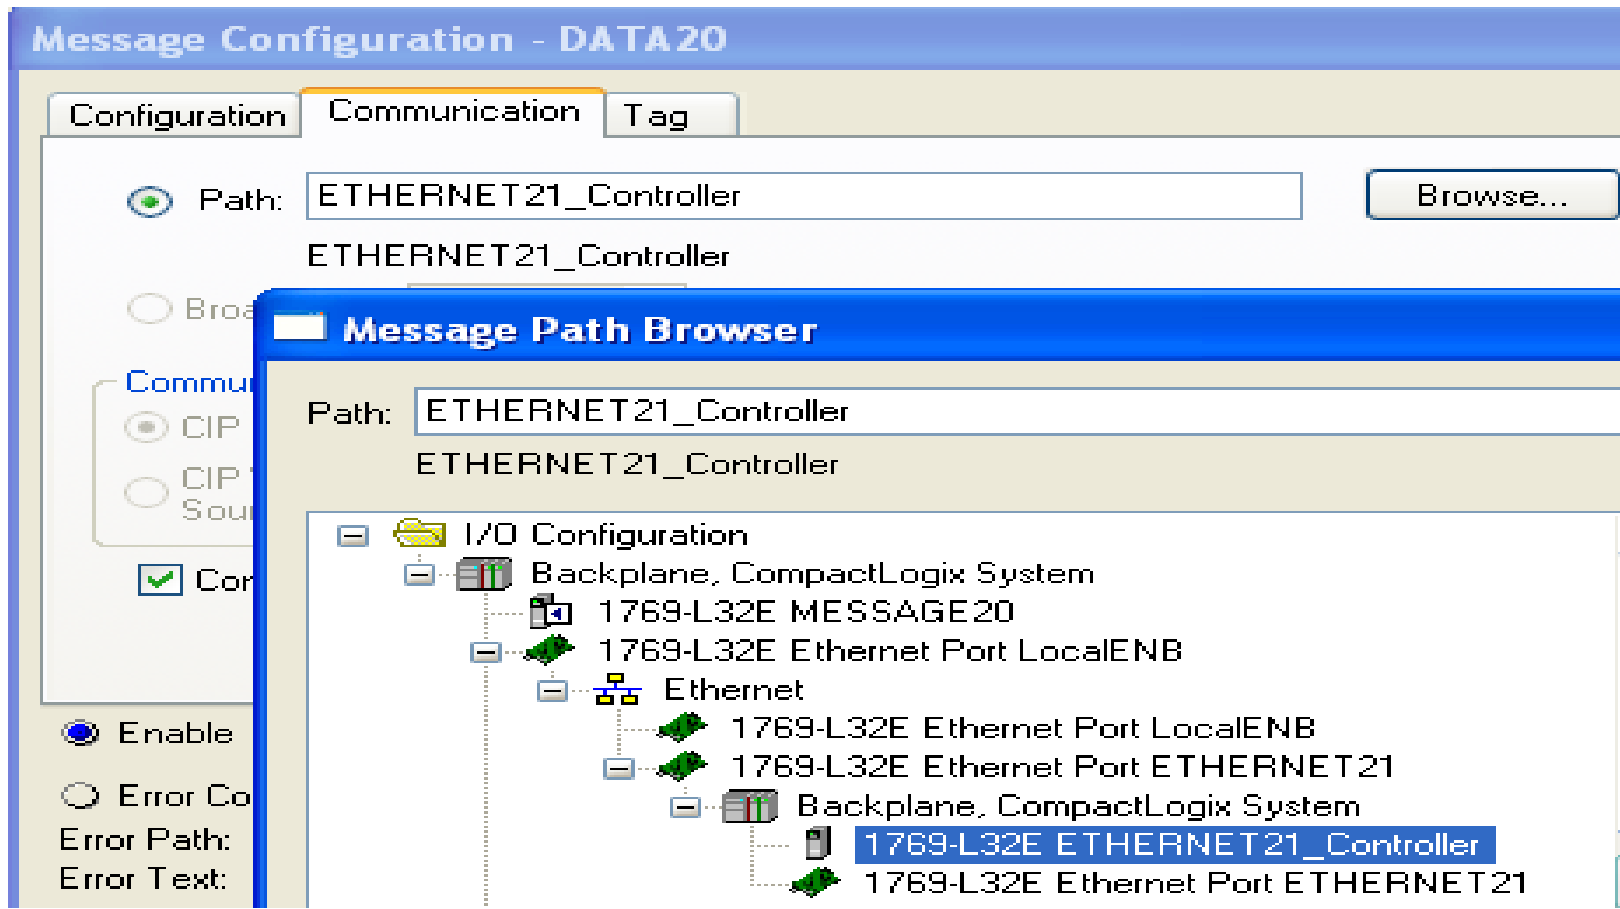 Message Configuration - DATA20
Configuration Communication Tag
Path: ETHERNET21_Controller Browse...
ETHERNET21_Controller
Message Path Browser
Path: ETHERNET21_Controller
CIP
ETHERNET21_Controller
CIP
I/O Configuration
Backplane, CompactLogix System
1769-L32E MESSAGE20
1769-L32E Ethernet Port LocalENB
Ethernet
1769-L32E Ethernet Port LocalENB
Enable
1769-L32E Ethernet Port ETHERNET21
Backplane, CompactLogix System
Error Path:
1769-L32E ETHERNET21_Controller
Error Text:
1769-L32E Ethernet Port ETHERNET21